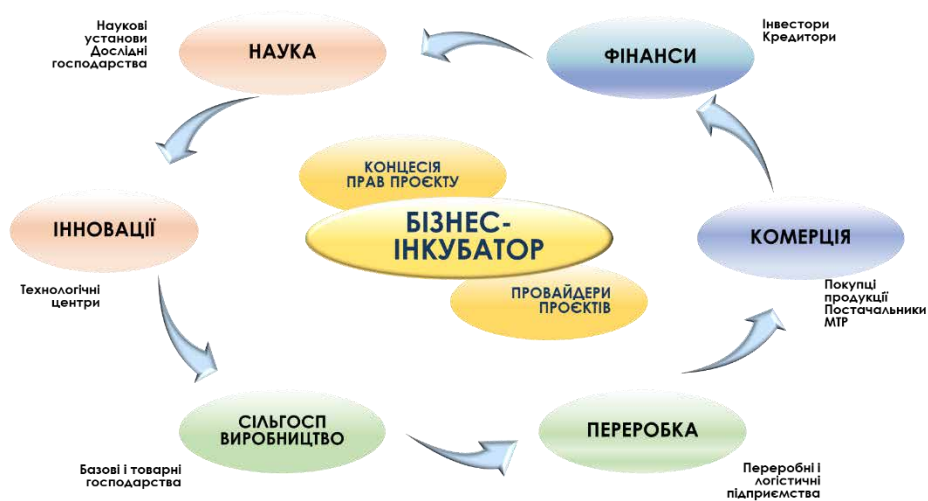 Наукові
установи
Дослідні
господарства
НАУКА
ФІНАНСИ
Інвестори
Кредитори
КОНЦЕСІЯ
ПРАВ ПРОЄКТУ
БІЗНЕС-
ІНКУБАТОР
ПРОВАЙДЕРИ
ПРОЄКТІВ
ІННОВАЦІЇ
Технологічні
центри
КОМЕРЦІЯ
Покупці
продукції
Постачальники
МТР
СІЛЬГОСП
ВИРОБНИЦТВО
Базові і товарні
господарства
ПЕРЕРОБКА
Переробні і
логістичні
підприємства